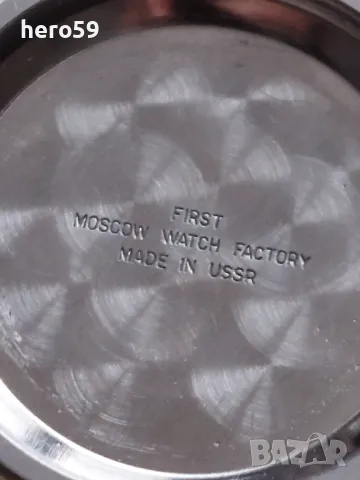 hero59
FIRST
MOSCOW WATCH FACTORY
MADE IN USSR
BAZAR